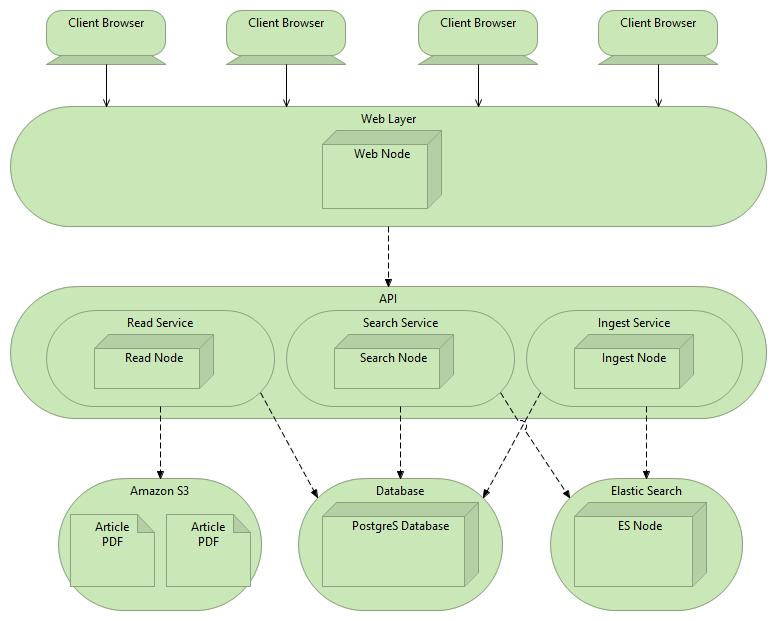 Client Browser
Client Browser
Client Browser
Client Browser
Web Layer
Web Node
API
Read Service
Search Service
Ingest Service
Read Node
Search Node
Ingest Node
Amazon S3
Database
Elastic Search
Article
PDF
Article
PDF
PostgreS Database
ES Node